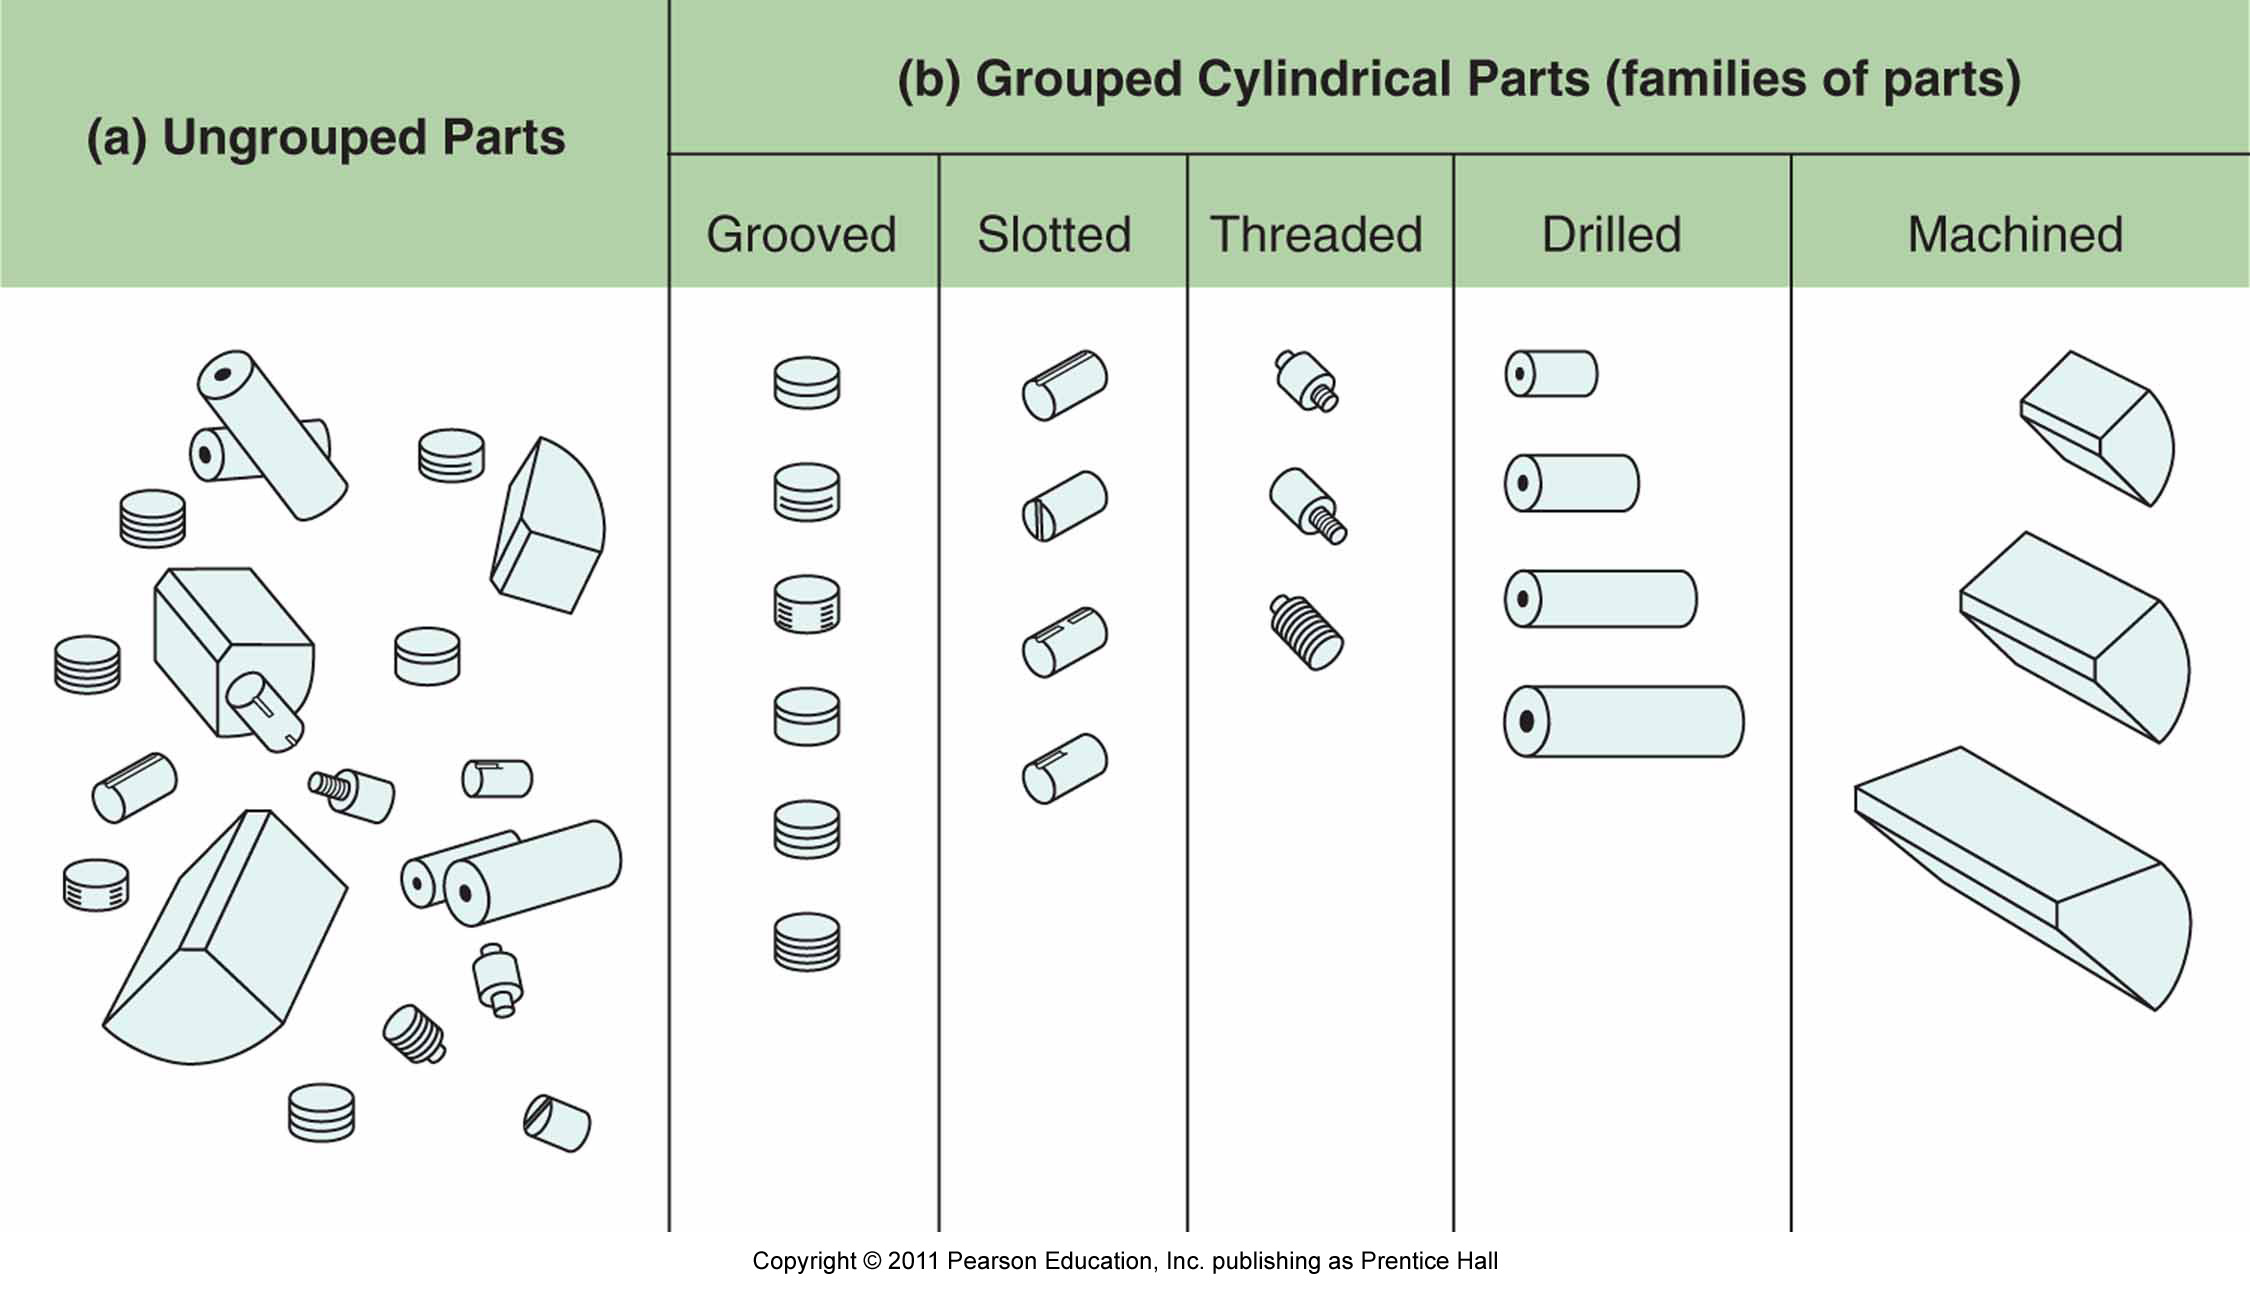 (a) Ungrouped Parts
(b) Grouped Cylindrical Parts (families of parts)
Grooved
Slotted
Threaded
Drilled
Machined
Copyright © 2011 Pearson Education, Inc. publishing as Prentice Hall